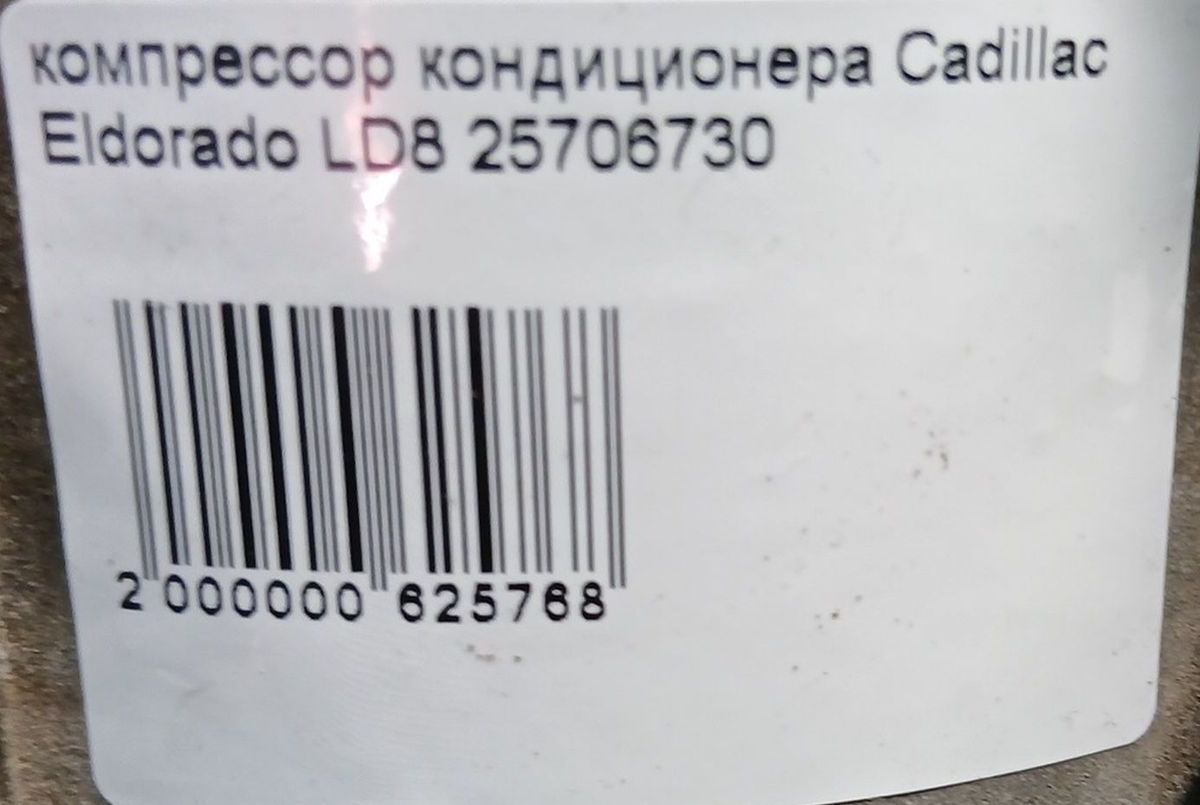 компрессор кондиционера Cadillac
Eldorado LD8 25706730
2 000000 625768